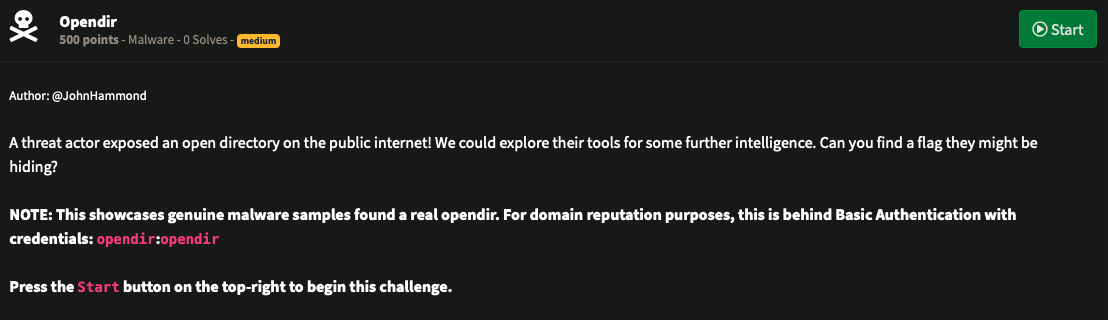 Opendir
500 points - Malware - 0 Solves - medium
Start
Author: @JohnHammond
A threat actor exposed an open directory on the public internet! We could explore their tools for some further intelligence. Can you find a flag they might be
hiding?
NOTE: This showcases genuine malware samples found a real opendir. For domain reputation purposes, this is behind Basic Authentication with
credentials: opendir:opendir
Press the Start button on the top-right to begin this challenge.